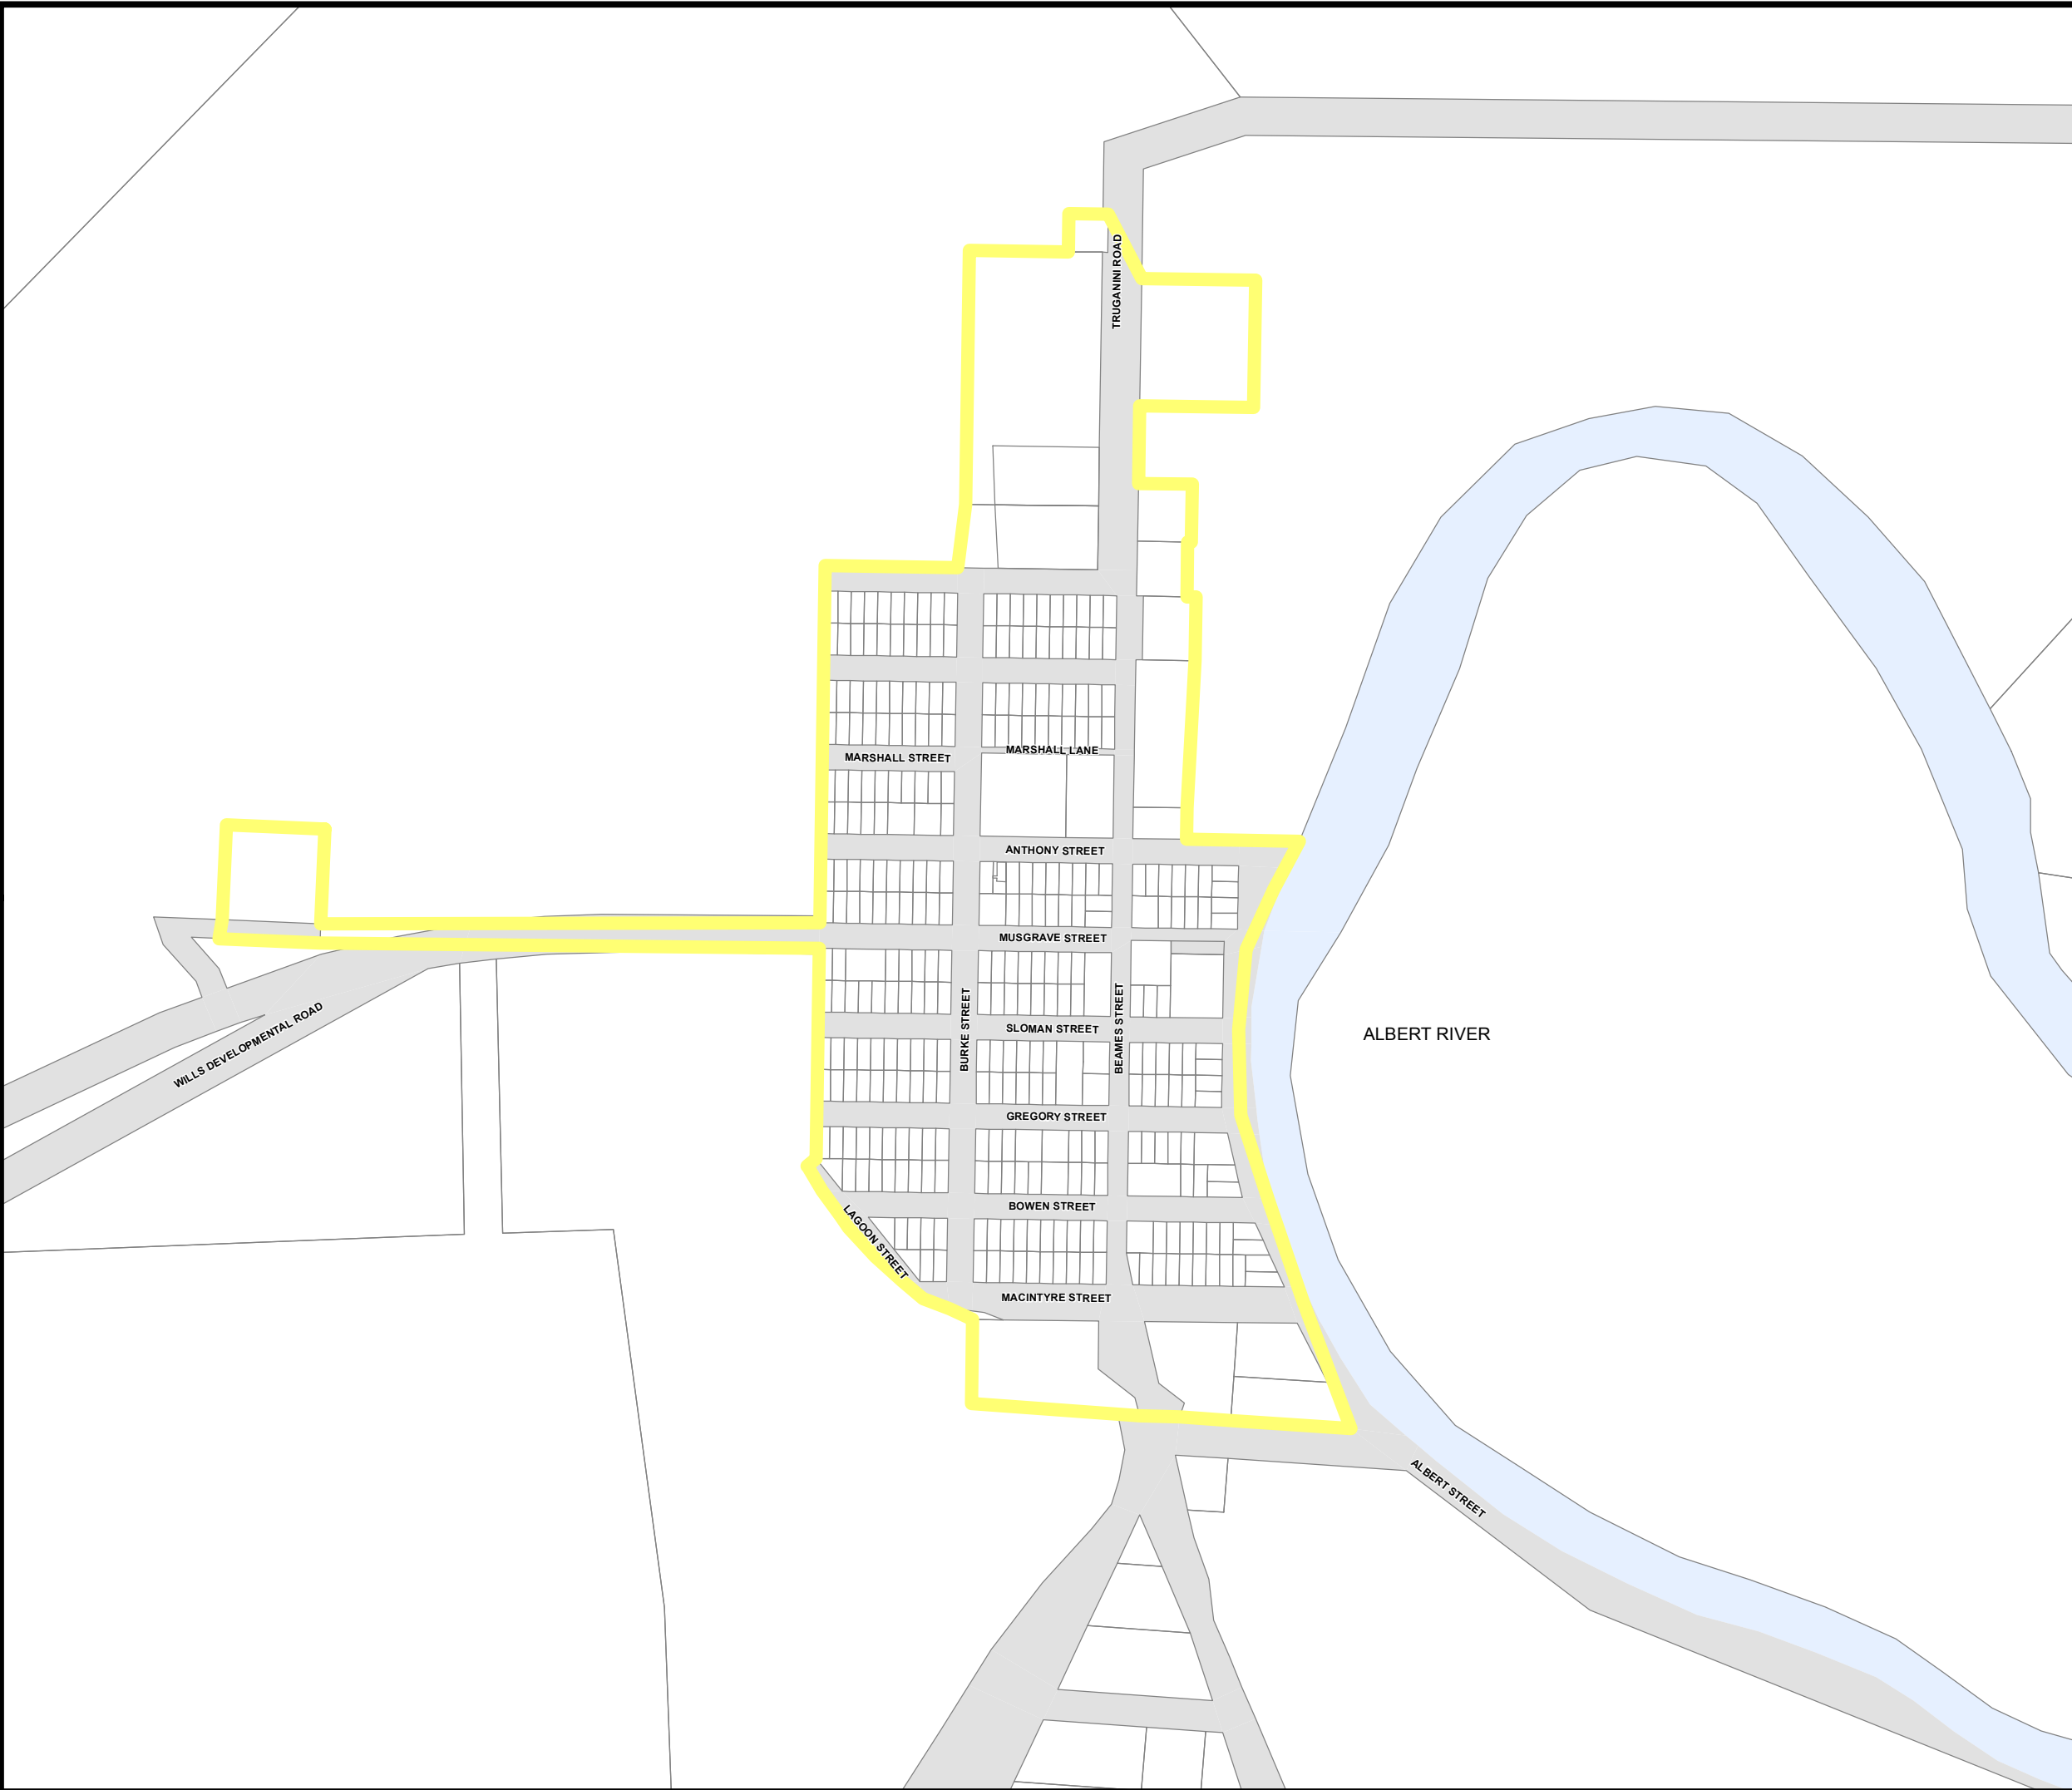 TRUGANINI ROAD
MARSHALL LANE
MARSHALL STREET
ANTHONY STREET
MUSGRAVE STREET
WILLS DEVELOPMENTAL ROAD
BURKE STREET
BEAMES STREET
SLOMAN STREET
ALBERT RIVER
GREGORY STREET
BOWEN STREET
LAGOON STREET
MACINTYRE STREET
ALBERT STREET